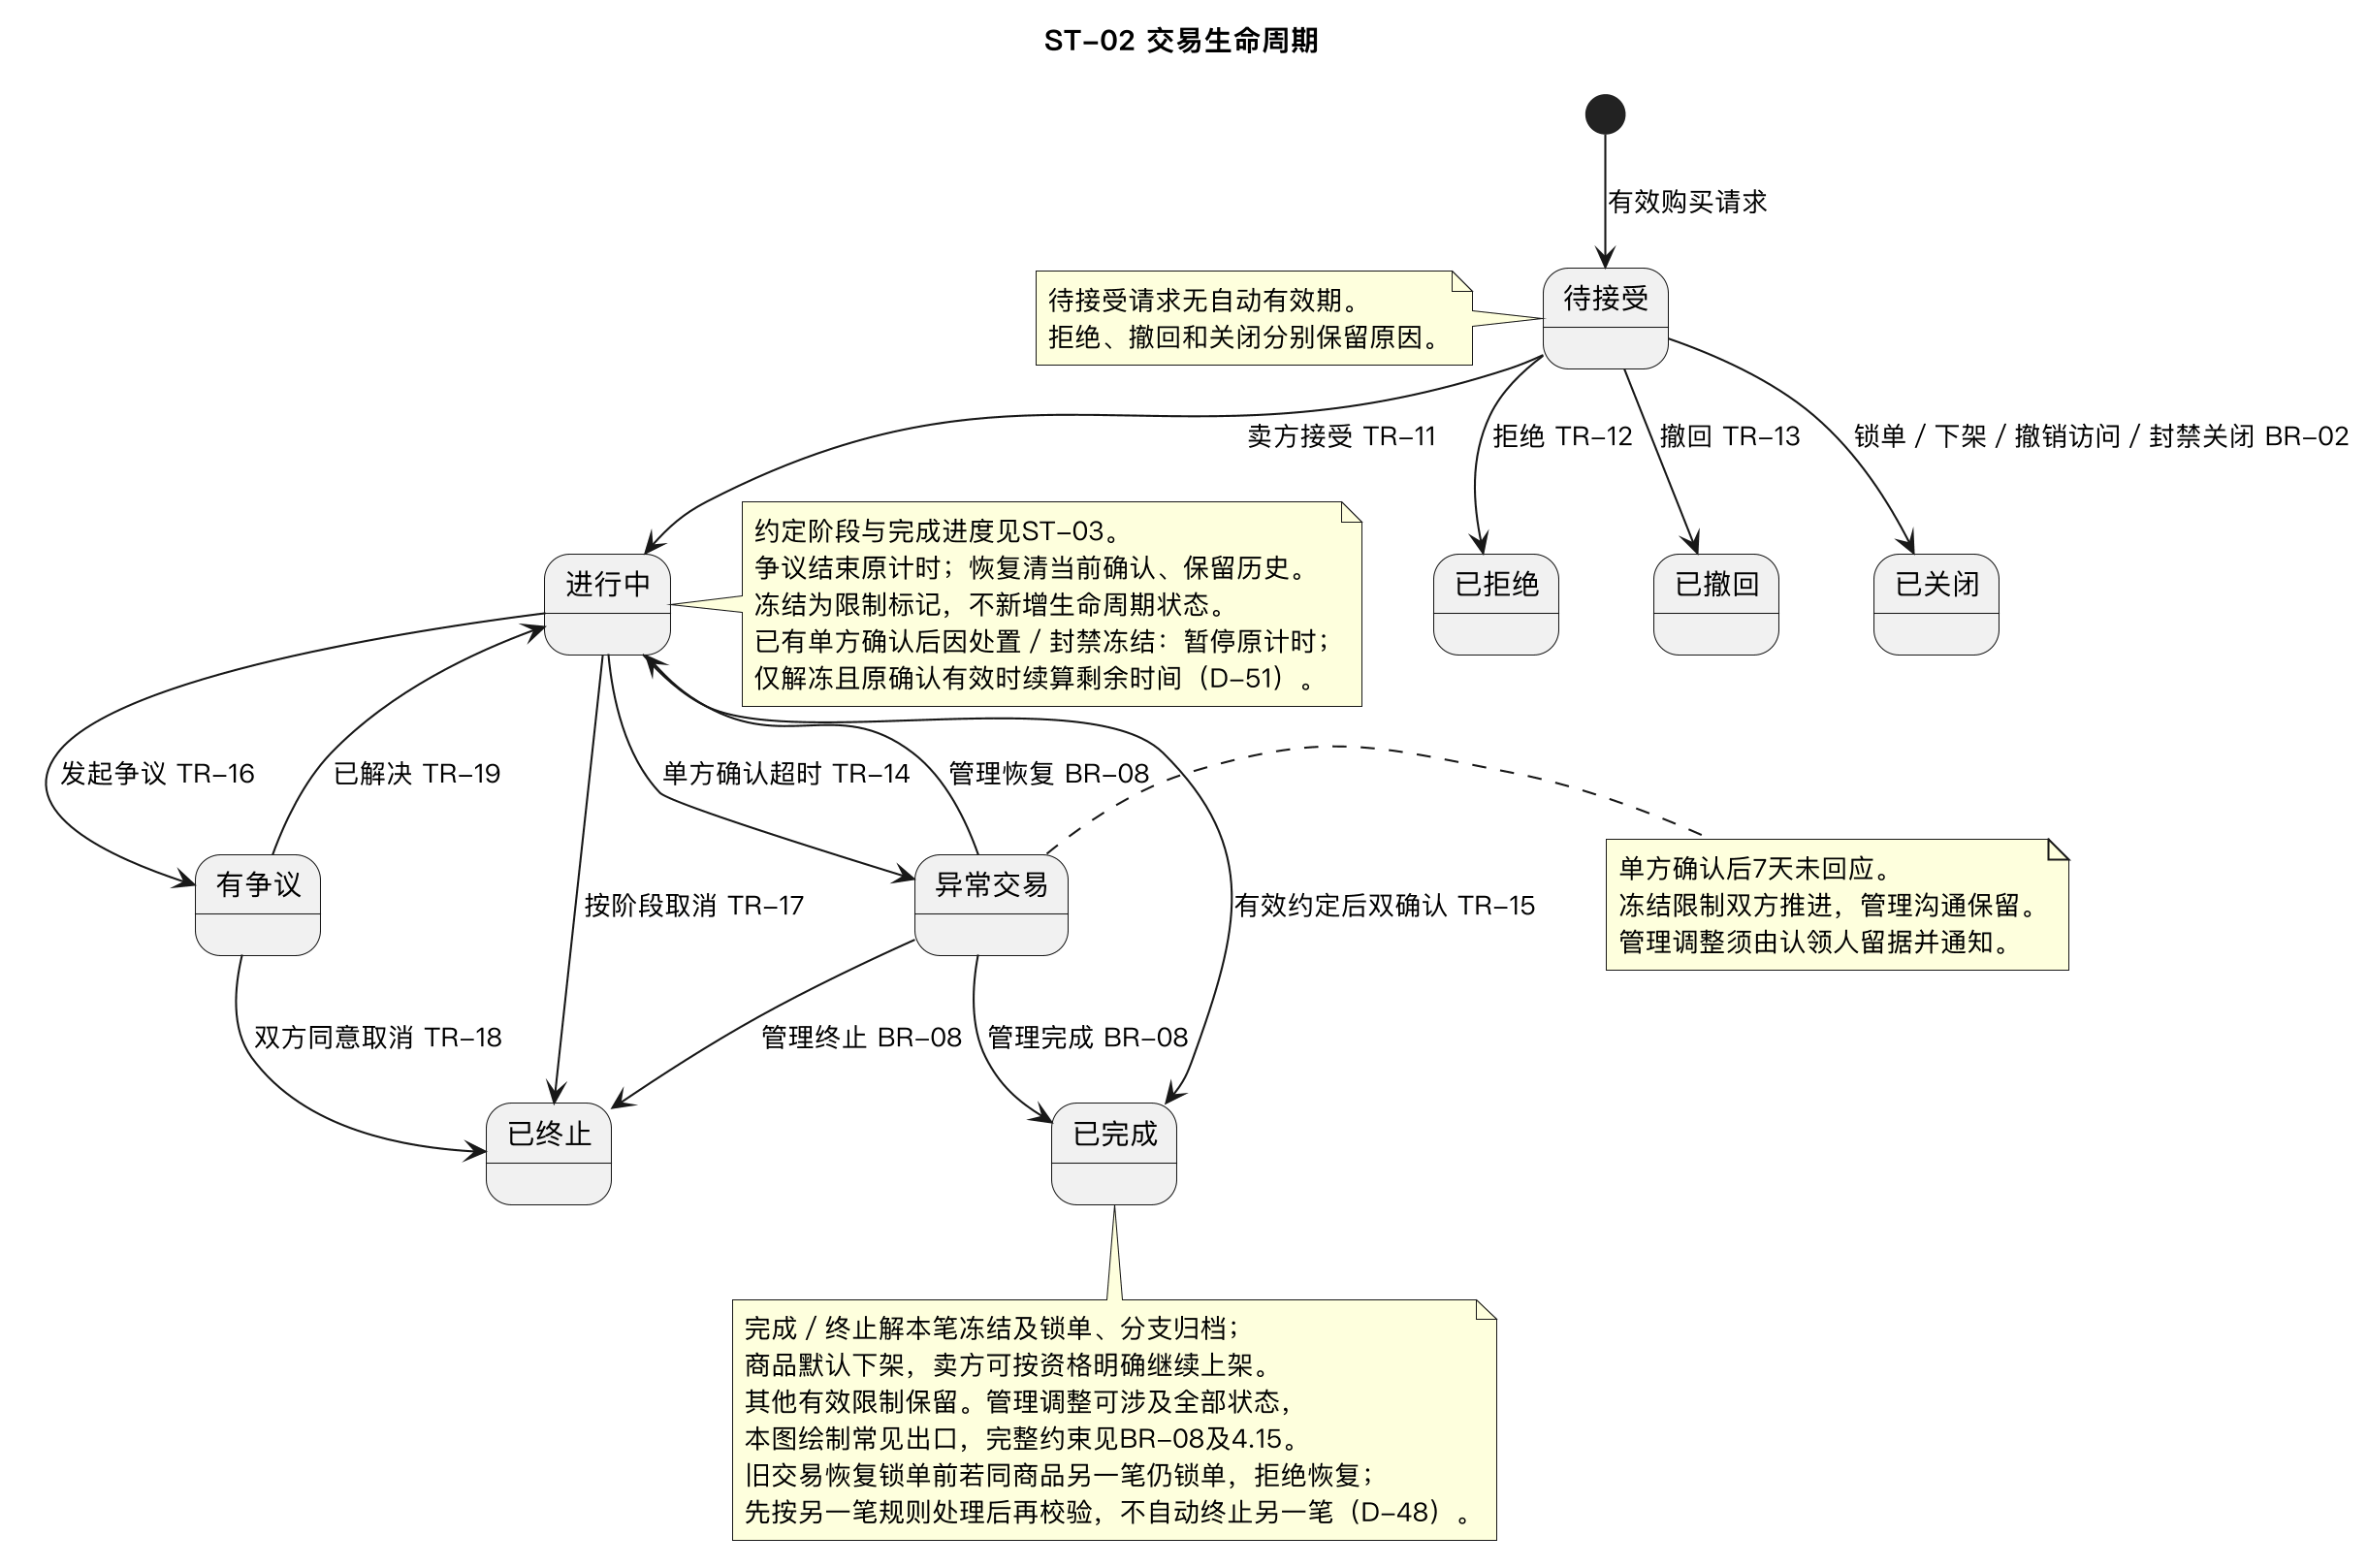 ST-02 交易生命周期
有效购买请求
待接受请求无自动有效期。
拒绝、撤回和关闭分别保留原因。
待接受
卖方接受 TR-11
拒绝 TR-12
撤回 TR-13
锁单 / 下架 / 撤销访问 / 封禁关闭 BR-02
进行中
约定阶段与完成进度见ST-03。
争议结束原计时；恢复清当前确认、保留历史。
冻结为限制标记，不新增生命周期状态。
已有单方确认后因处置 / 封禁冻结：暂停原计时；
仅解冻且原确认有效时续算剩余时间（D-51）。
已拒绝
已撤回
已关闭
发起争议 TR-16
已解决 TR-19
单方确认超时 TR-14
管理恢复 BR-08
有争议
按阶段取消 TR-17
异常交易
有效约定后双确认 TR-15
单方确认后7天未回应。
冻结限制双方推进，管理沟通保留。
管理调整须由认领人留据并通知。
双方同意取消 TR-18
管理终止 BR-08
管理完成 BR-08
已终止
已完成
完成 / 终止解本笔冻结及锁单、分支归档；
商品默认下架，卖方可按资格明确继续上架。
其他有效限制保留。管理调整可涉及全部状态，
本图绘制常见出口，完整约束见BR-08及4.15。
旧交易恢复锁单前若同商品另一笔仍锁单，拒绝恢复；
先按另一笔规则处理后再校验，不自动终止另一笔（D-48）。